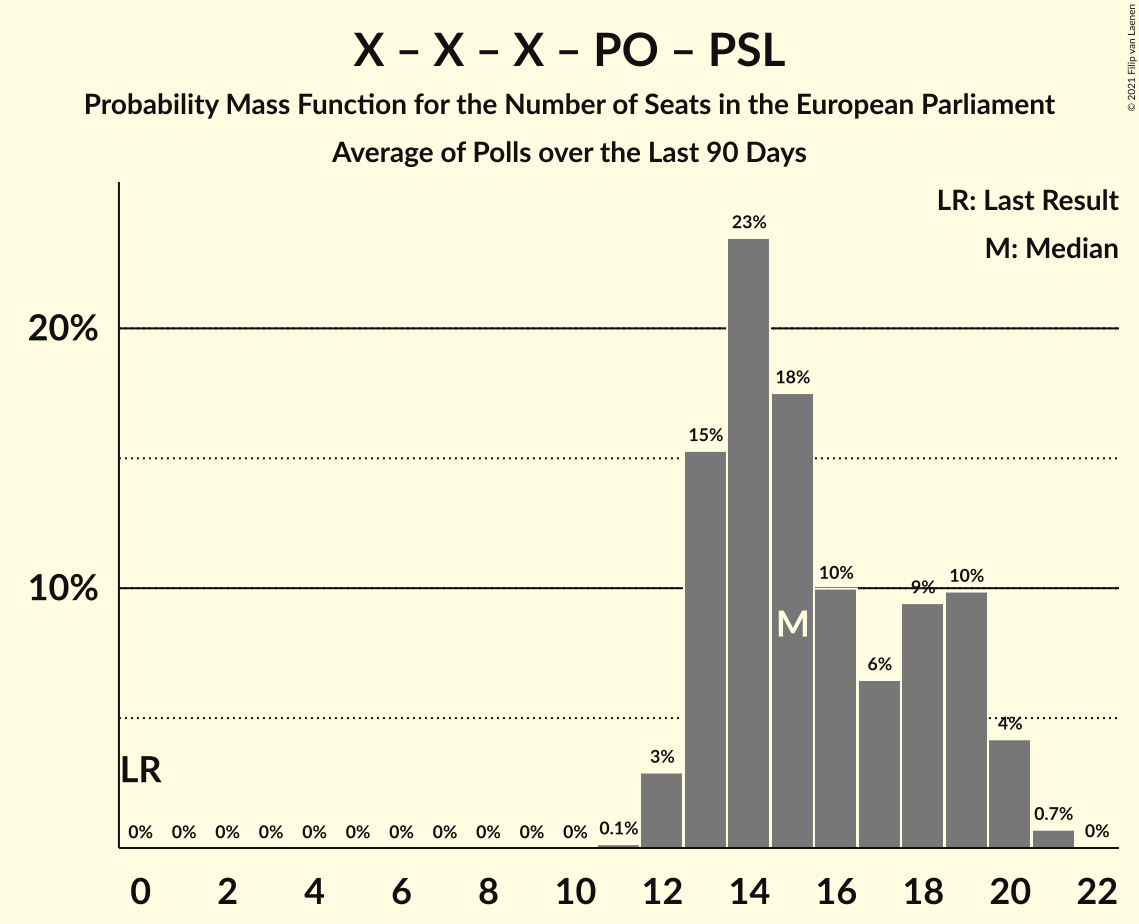 X – X – X – PO – PSL
Probability Mass Function for the Number of Seats in the European Parliament
Average of Polls over the Last 90 Days
© 2021 Filip van Laenen
LR: Last Result
M: Median
20%
10%
23%
18%
15%
10%
9%
10%
6%
4%
3%
0.7%
0.1%
0% 0% 0% 0% 0% 0% 0% 0% 0% 0% 0%
0%
M
LR
0 2 4 6 8 10 12 14 16 18 20 22